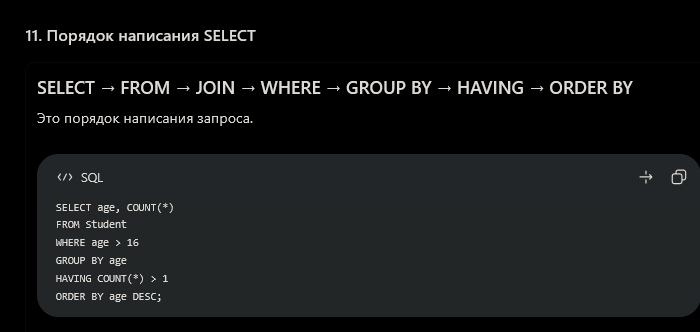 11. Порядок написания SELECT
SELECT → FROM → JOIN → WHERE → GROUP BY → HAVING → ORDER BY
Это порядок написания запроса.
</> SQL
SELECT age, COUNT(*)
FROM Student
WHERE age > 16
GROUP BY age
HAVING COUNT(*) > 1
ORDER BY age DESC;